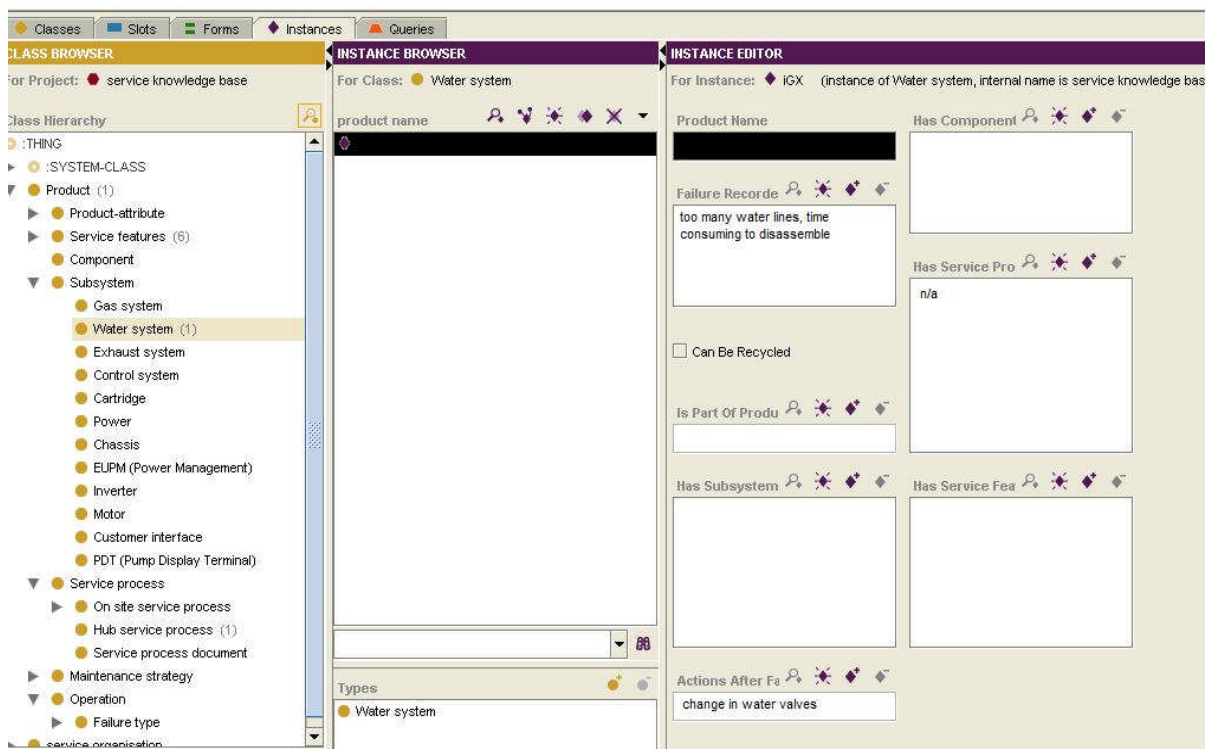 Classes Slots Forms Instances Queries
CLASS BROWSER
For Project: service knowledge base
Class Hierarchy
:THING
:SYSTEM-CLASS
Product (1)
Product-attribute
Service features (6)
Component
Subsystem
Gas system
Water system (1)
Exhaust system
Control system
Cartridge
Power
Chassis
EUPM (Power Management)
Inverter
Motor
Customer interface
PDT (Pump Display Terminal)
Service process
On site service process
Hub service process (1)
Service process document
Maintenance strategy
Operation
Failure type
service organisation
INSTANCE BROWSER
For Class: Water system
product name
Types
Water system
INSTANCE EDITOR
For Instance: iGX (instance of Water system, internal name is service knowledge bas
Product Name
Has Component
Failure Recorde
too many water lines, time
consuming to disassemble
Has Service Pro
n/a
Can Be Recycled
Is Part Of Produ
Has Subsystem
Has Service Fea
Actions After Fa
change in water valves